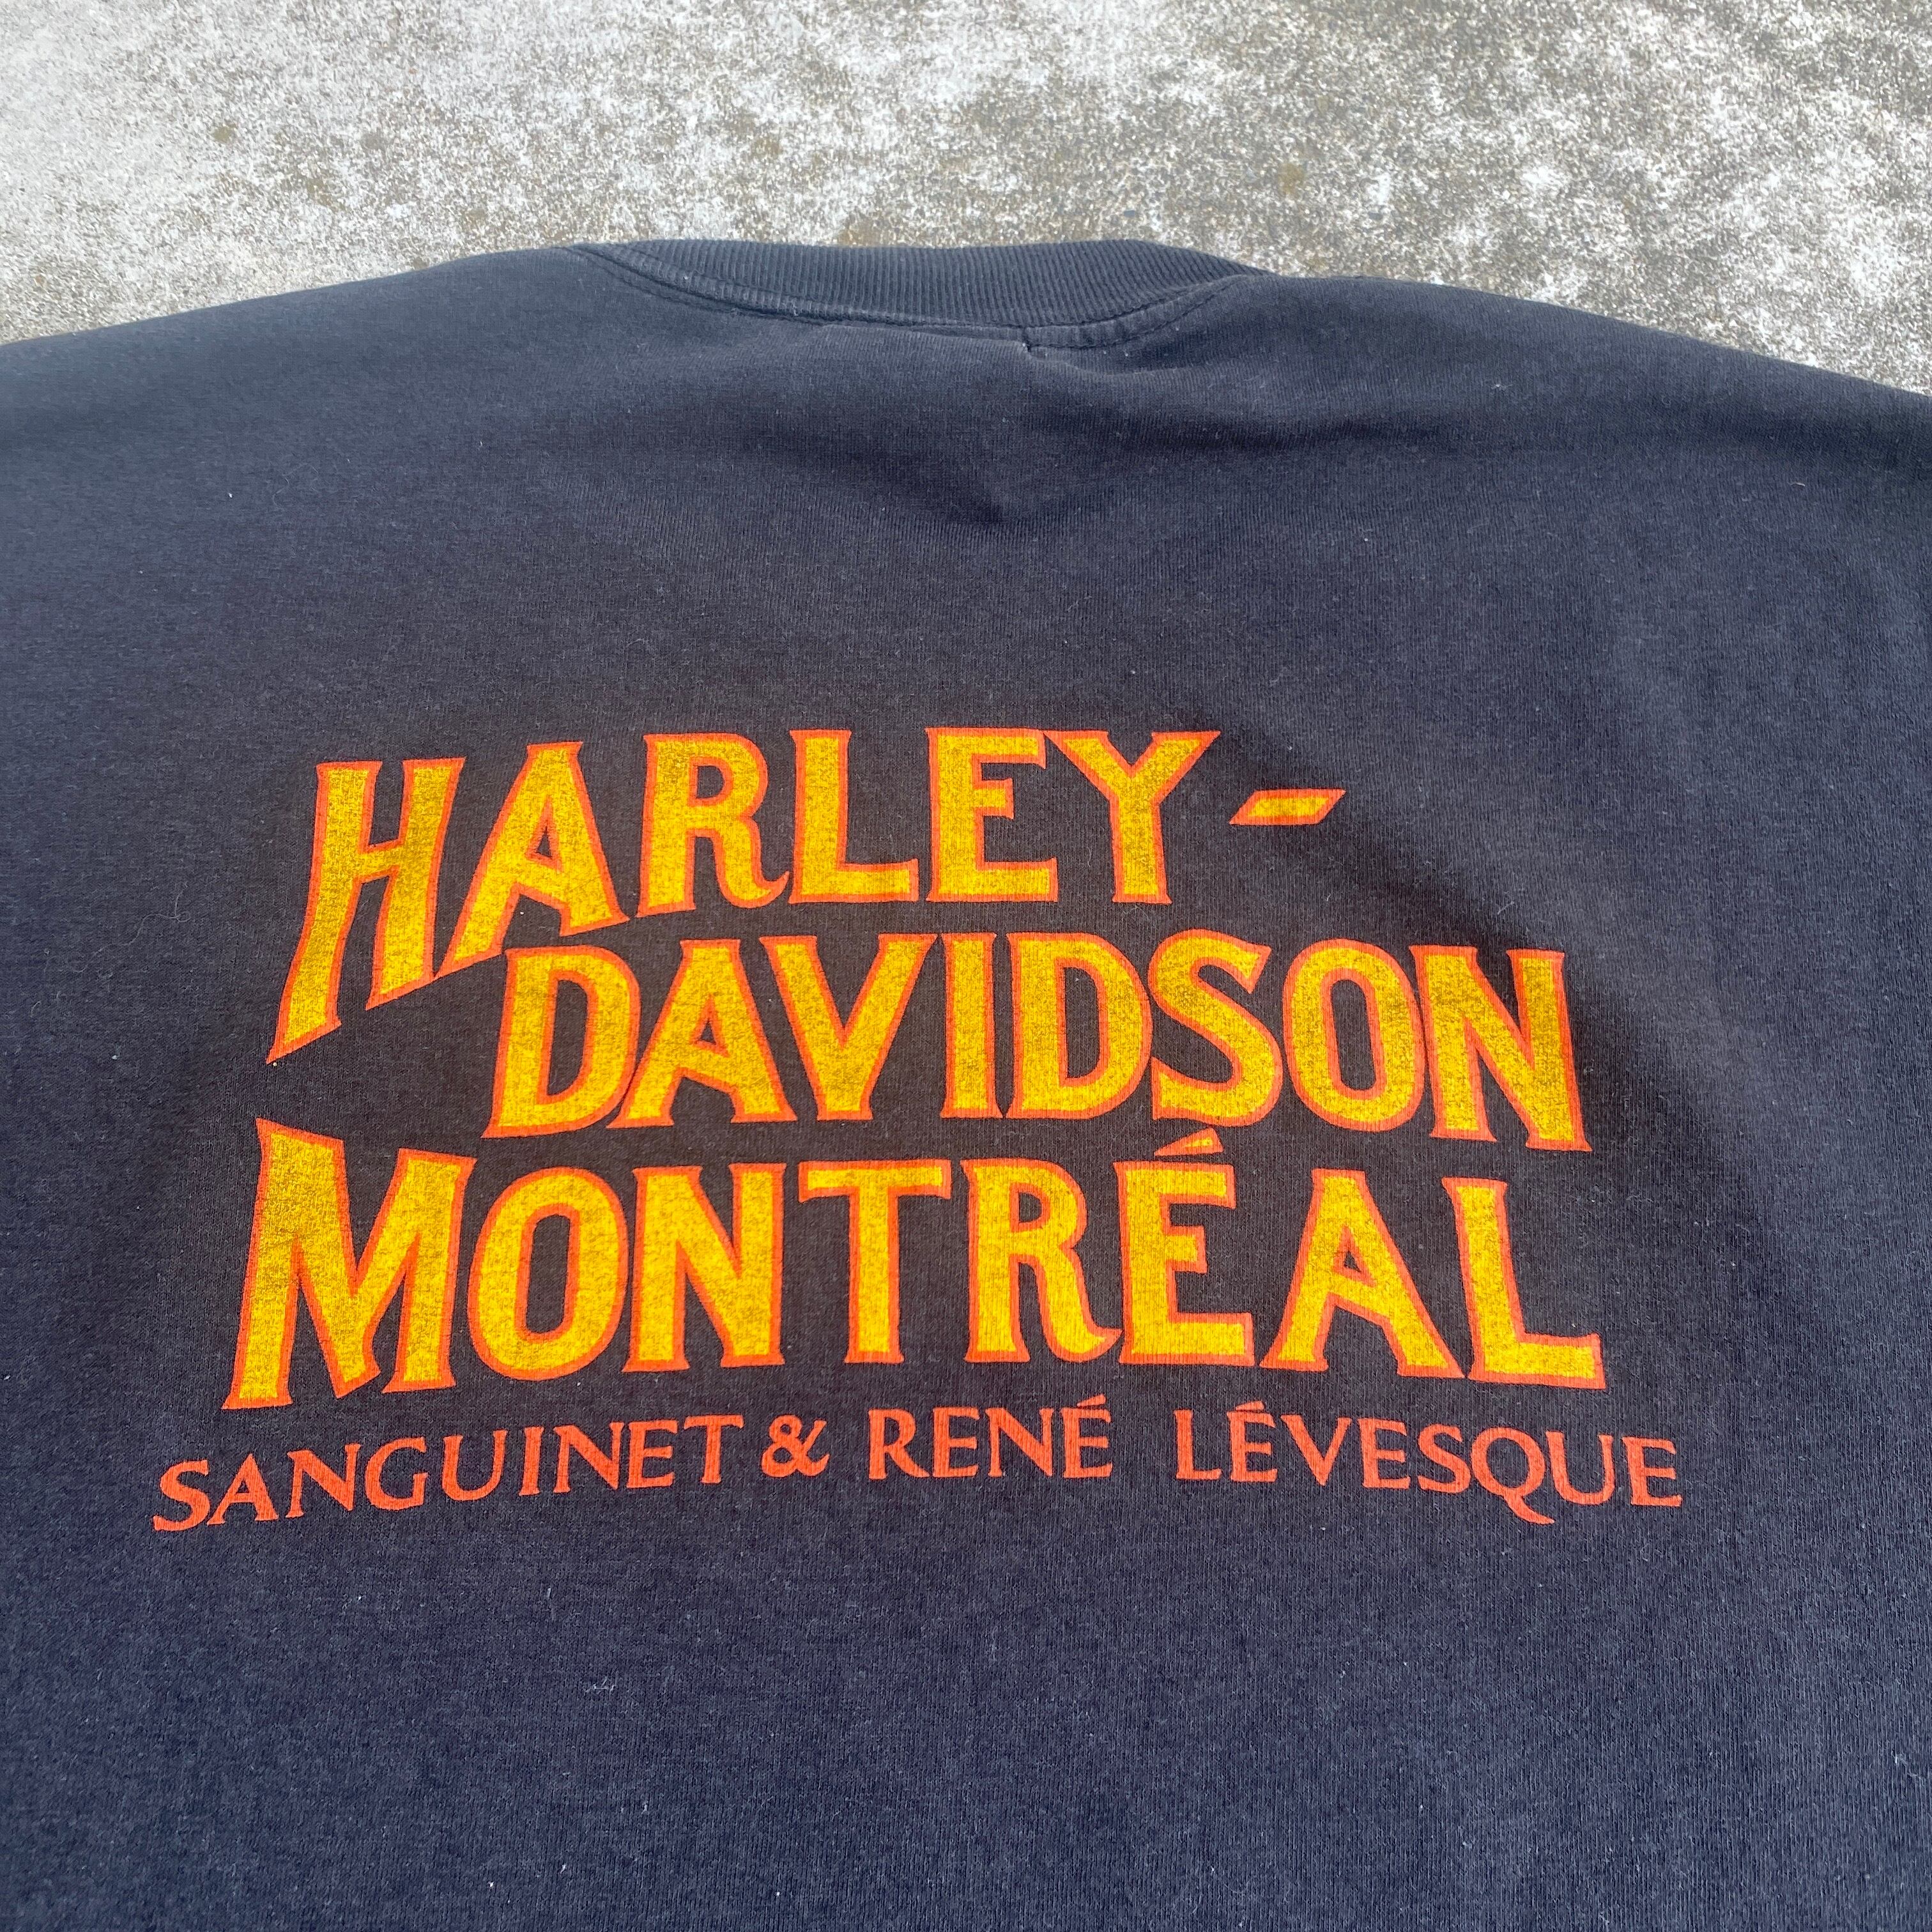 HARLEY-
DAVIDSON
MONTRÉAL
SANGUINET & RENÉ LÉVESQUE